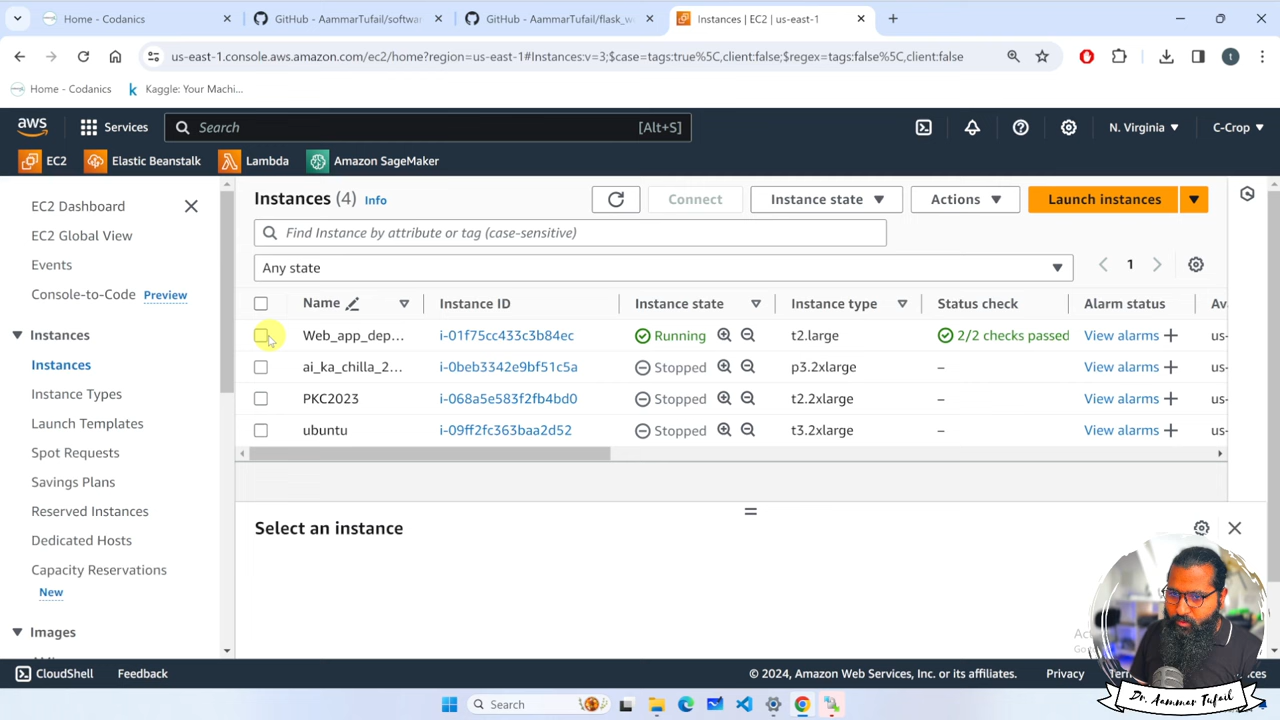 Home - Codanics
GitHub - AammarTufail/softwar
GitHub - AammarTufail/flask_w
Instances | EC2 | us-east-1
us-east-1.console.aws.amazon.com/ec2/home?region=us-east-1#Instances:v=3;$case=tags:true%5C,client:false;$regex=tags:false%5C,client:false
t
Home - Codanics
Kaggle: Your Machi...
aws
Services
Search
[Alt+S]
N. Virginia
C-Crop
EC2
Elastic Beanstalk
Lambda
Amazon SageMaker
EC2 Dashboard
EC2 Global View
Events
Console-to-Code Preview
Instances
Instances
Instance Types
Launch Templates
Spot Requests
Savings Plans
Reserved Instances
Dedicated Hosts
Capacity Reservations
New
Images
Instances (4) Info
Connect
Instance state
Actions
Launch instances
Find Instance by attribute or tag (case-sensitive)
Any state
1
Name Instance ID Instance state Instance type Status check Alarm status Av
Web_app_dep... i-01f75cc433c3b84ec Running t2.large 2/2 checks passed View alarms us-
ai_ka_chilla_2... i-0beb3342e9bf51c5a Stopped p3.2xlarge – View alarms us-
PKC2023 i-068a5e583f2fb4bd0 Stopped t2.2xlarge – View alarms us-
ubuntu i-09ff2fc363baa2d52 Stopped t3.2xlarge – View alarms us-
Select an instance
CloudShell
Feedback
© 2024, Amazon Web Services, Inc. or its affiliates.
Privacy
Dr. Aammar Tufail
Search